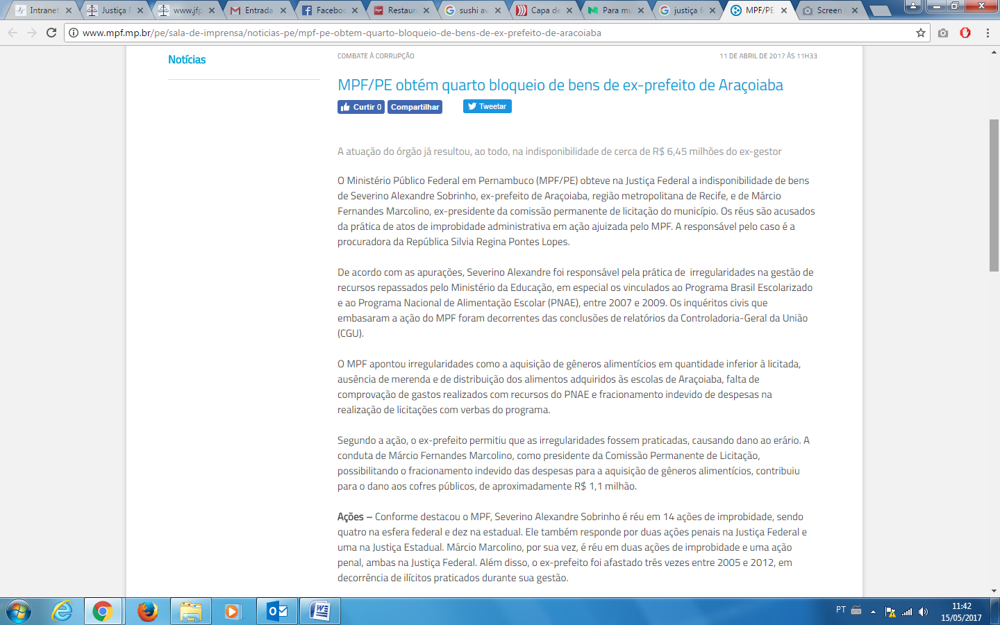 Intranet
Justiça F
www.jfp
Entrada
Faceboo
Restaur
sushi av
Capa de
Para mu
justiça f
MPF/PE
Screen
www.mpf.mp.br/pe/sala-de-imprensa/noticias-pe/mpf-pe-obtem-quarto-bloqueio-de-bens-de-ex-prefeito-de-aracoiaba
Notícias
COMBATE À CORRUPÇÃO
11 DE ABRIL DE 2017 ÀS 11H33
MPF/PE obtém quarto bloqueio de bens de ex-prefeito de Araçoiaba
Curtir 0
Compartilhar
Tweetar
A atuação do órgão já resultou, ao todo, na indisponibilidade de cerca de R$ 6,45 milhões do ex-gestor
O Ministério Público Federal em Pernambuco (MPF/PE) obteve na Justiça Federal a indisponibilidade de bens
de Severino Alexandre Sobrinho, ex-prefeito de Araçoiaba, região metropolitana de Recife, e de Márcio
Fernandes Marcolino, ex-presidente da comissão permanente de licitação do município. Os réus são acusados
da prática de atos de improbidade administrativa em ação ajuizada pelo MPF. A responsável pelo caso é a
procuradora da República Silvia Regina Pontes Lopes.
De acordo com as apurações, Severino Alexandre foi responsável pela prática de  irregularidades na gestão de
recursos repassados pelo Ministério da Educação, em especial os vinculados ao Programa Brasil Escolarizado
e ao Programa Nacional de Alimentação Escolar (PNAE), entre 2007 e 2009. Os inquéritos civis que
embasaram a ação do MPF foram decorrentes das conclusões de relatórios da Controladoria-Geral da União
(CGU).
O MPF apontou irregularidades como a aquisição de gêneros alimentícios em quantidade inferior à licitada,
ausência de merenda e de distribuição dos alimentos adquiridos às escolas de Araçoiaba, falta de
comprovação de gastos realizados com recursos do PNAE e fracionamento indevido de despesas na
realização de licitações com verbas do programa.
Segundo a ação, o ex-prefeito permitiu que as irregularidades fossem praticadas, causando dano ao erário. A
conduta de Márcio Fernandes Marcolino, como presidente da Comissão Permanente de Licitação,
possibilitando o fracionamento indevido das despesas para a aquisição de gêneros alimentícios, contribuiu
para o dano aos cofres públicos, de aproximadamente R$ 1,1 milhão.
Ações – Conforme destacou o MPF, Severino Alexandre Sobrinho é réu em 14 ações de improbidade, sendo
quatro na esfera federal e dez na estadual. Ele também responde por duas ações penais na Justiça Federal e
uma na Justiça Estadual. Márcio Marcolino, por sua vez, é réu em duas ações de improbidade e uma ação
penal, ambas na Justiça Federal. Além disso, o ex-prefeito foi afastado três vezes entre 2005 e 2012, em
decorrência de ilícitos praticados durante sua gestão.
PT
11:42
15/05/2017